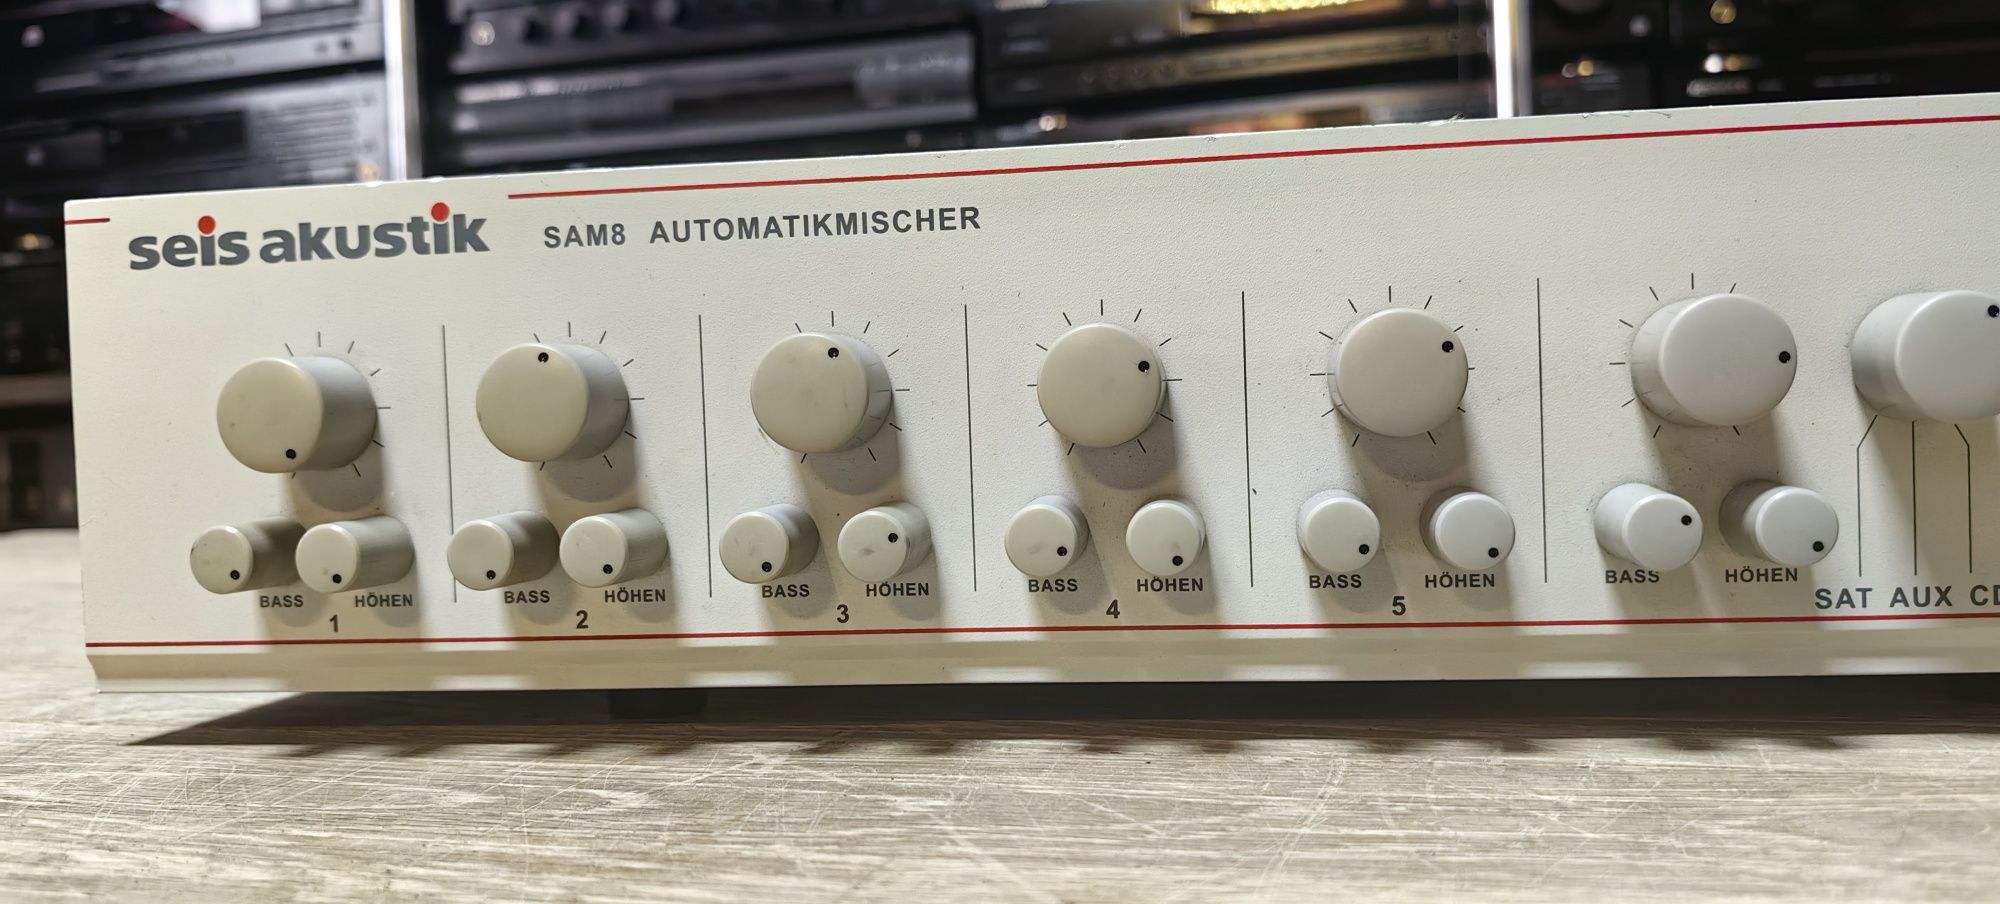 seis akustik SAM8 AUTOMATIKMISCHER
BASS HÖHEN BASS HÖHEN BASS HÖHEN BASS HÖHEN BASS HÖHEN BASS HÖHEN
1 2 3 4 5
SAT AUX CD